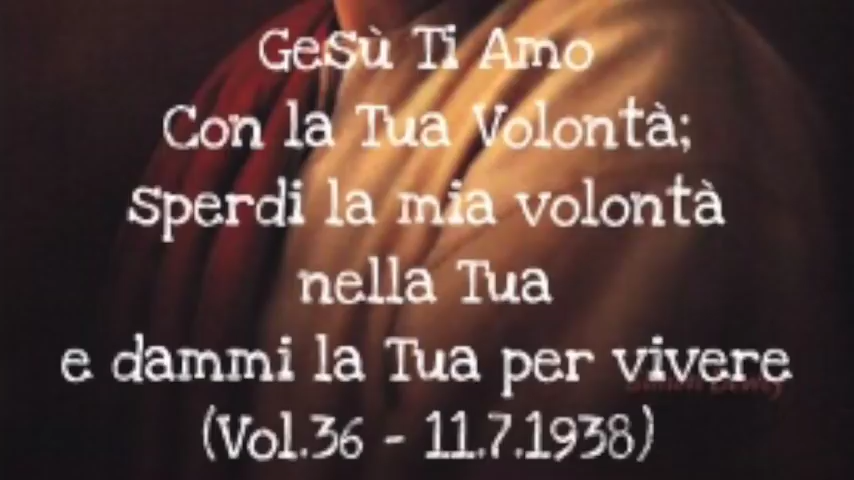 Gesù Ti Amo
Con la Tua Volontà;
sperdi la mia volontà
nella Tua
e dammi la Tua per vivere
(Vol.36 - 11.7.1938)